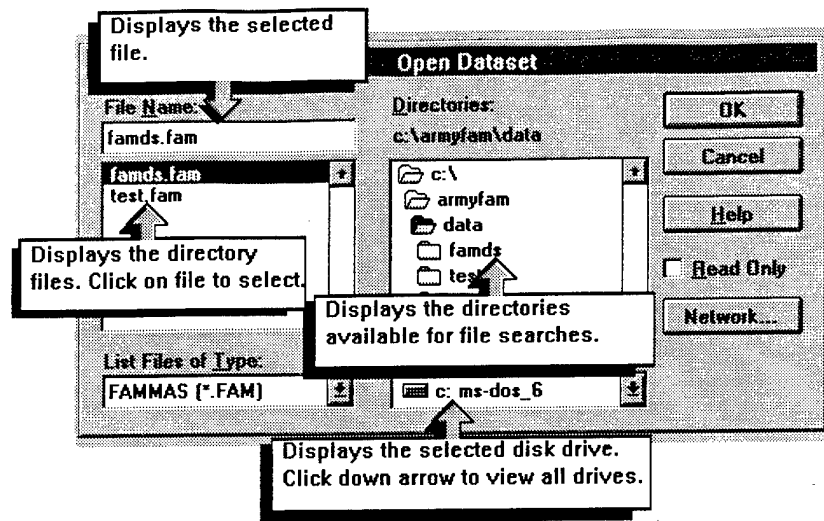 Displays the selected
file.
Open Dataset
File Name:
famds.fam
famds.fam
test.fam
Displays the directory
files. Click on file to select.
List Files of Type:
FAMMAS (*.FAM)
Directories:
c:\armyfam\data
c:\
armyfam
data
famds
test
Displays the directories
available for file searches.
c: ms-dos_6
Displays the selected disk drive.
Click down arrow to view all drives.
OK
Cancel
Help
Read Only
Network...